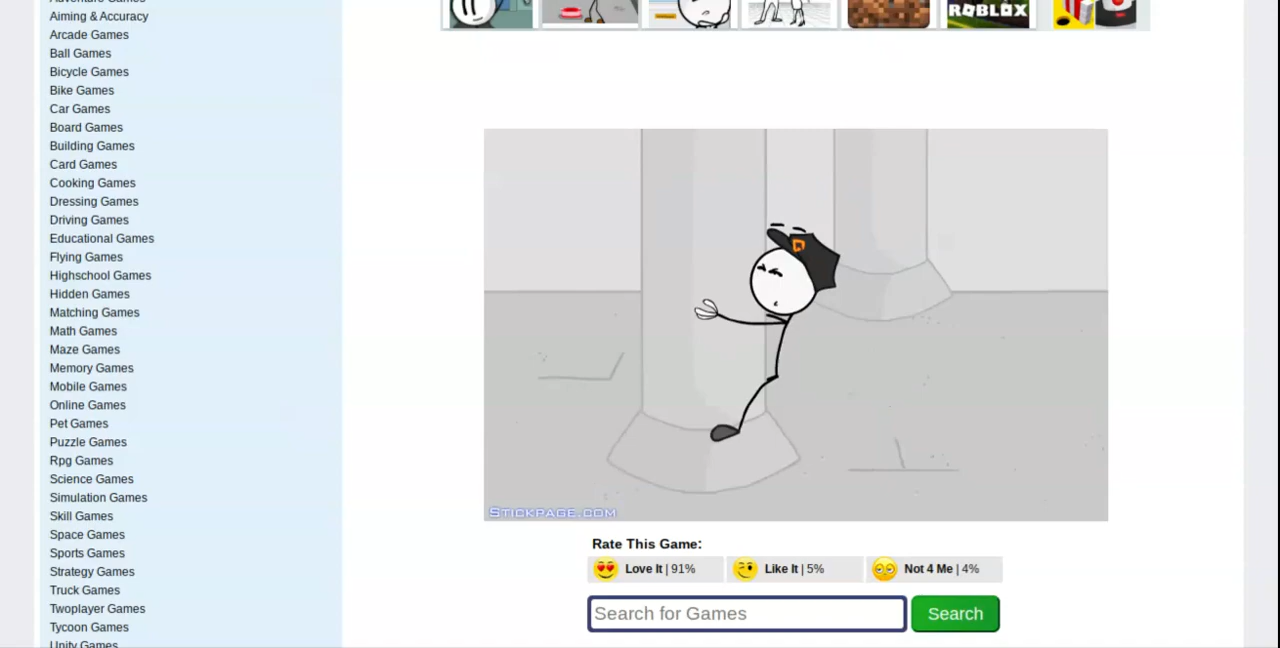 Aiming & Accuracy
Arcade Games
Ball Games
Bicycle Games
Bike Games
Car Games
Board Games
Building Games
Card Games
Cooking Games
Dressing Games
Driving Games
Educational Games
Flying Games
Highschool Games
Hidden Games
Matching Games
Math Games
Maze Games
Memory Games
Mobile Games
Online Games
Pet Games
Puzzle Games
Rpg Games
Science Games
Simulation Games
Skill Games
Space Games
Sports Games
Strategy Games
Truck Games
Twoplayer Games
Tycoon Games
Unity Games
ROBLOX
STICKPAGE.COM
Rate This Game:
Love It | 91%
Like It | 5%
Not 4 Me | 4%
Search for Games
Search